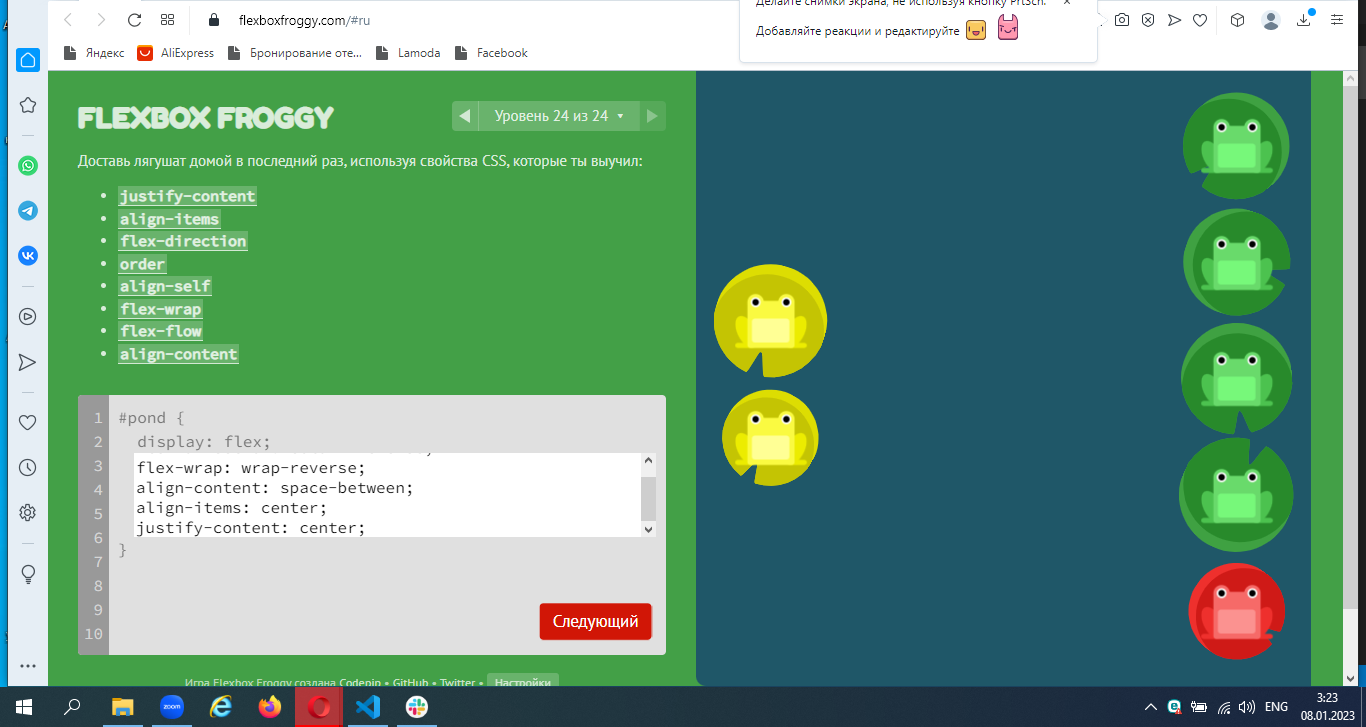 Делайте снимки экрана, не используя кнопку PrtScr.
flexboxfroggy.com/#ru
Добавляйте реакции и редактируйте
Яндекс
AliExpress
Бронирование оте...
Lamoda
Facebook
FLEXBOX FROGGY
Уровень 24 из 24
Доставь лягушат домой в последний раз, используя свойства CSS, которые ты выучил:
• justify-content
• align-items
• flex-direction
• order
• align-self
• flex-wrap
• flex-flow
• align-content
1 #pond {
2 display: flex;
3 flex-wrap: wrap-reverse;
4 align-content: space-between;
5 align-items: center;
6 justify-content: center;
7 }
8
9
10
Следующий
Игра Flexbox Froggy создана Codepip • GitHub • Twitter • Настройки
zoom
ENG
3:23
08.01.2023